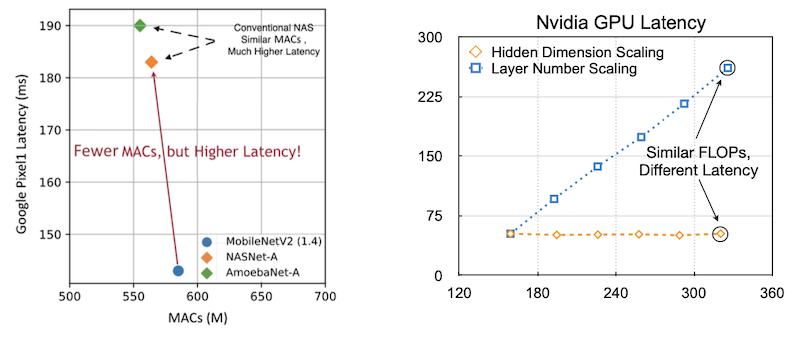 Conventional NAS
Similar MACs ,
Much Higher Latency
Fewer MACs, but Higher Latency!
Google Pixel1 Latency (ms)
190
180
170
160
150
MobileNetV2 (1.4)
NASNet-A
AmoebaNet-A
500
550
600
650
700
MACs (M)
Nvidia GPU Latency
Hidden Dimension Scaling
Layer Number Scaling
Similar FLOPs,
Different Latency
300
225
150
75
0
120
180
240
300
360